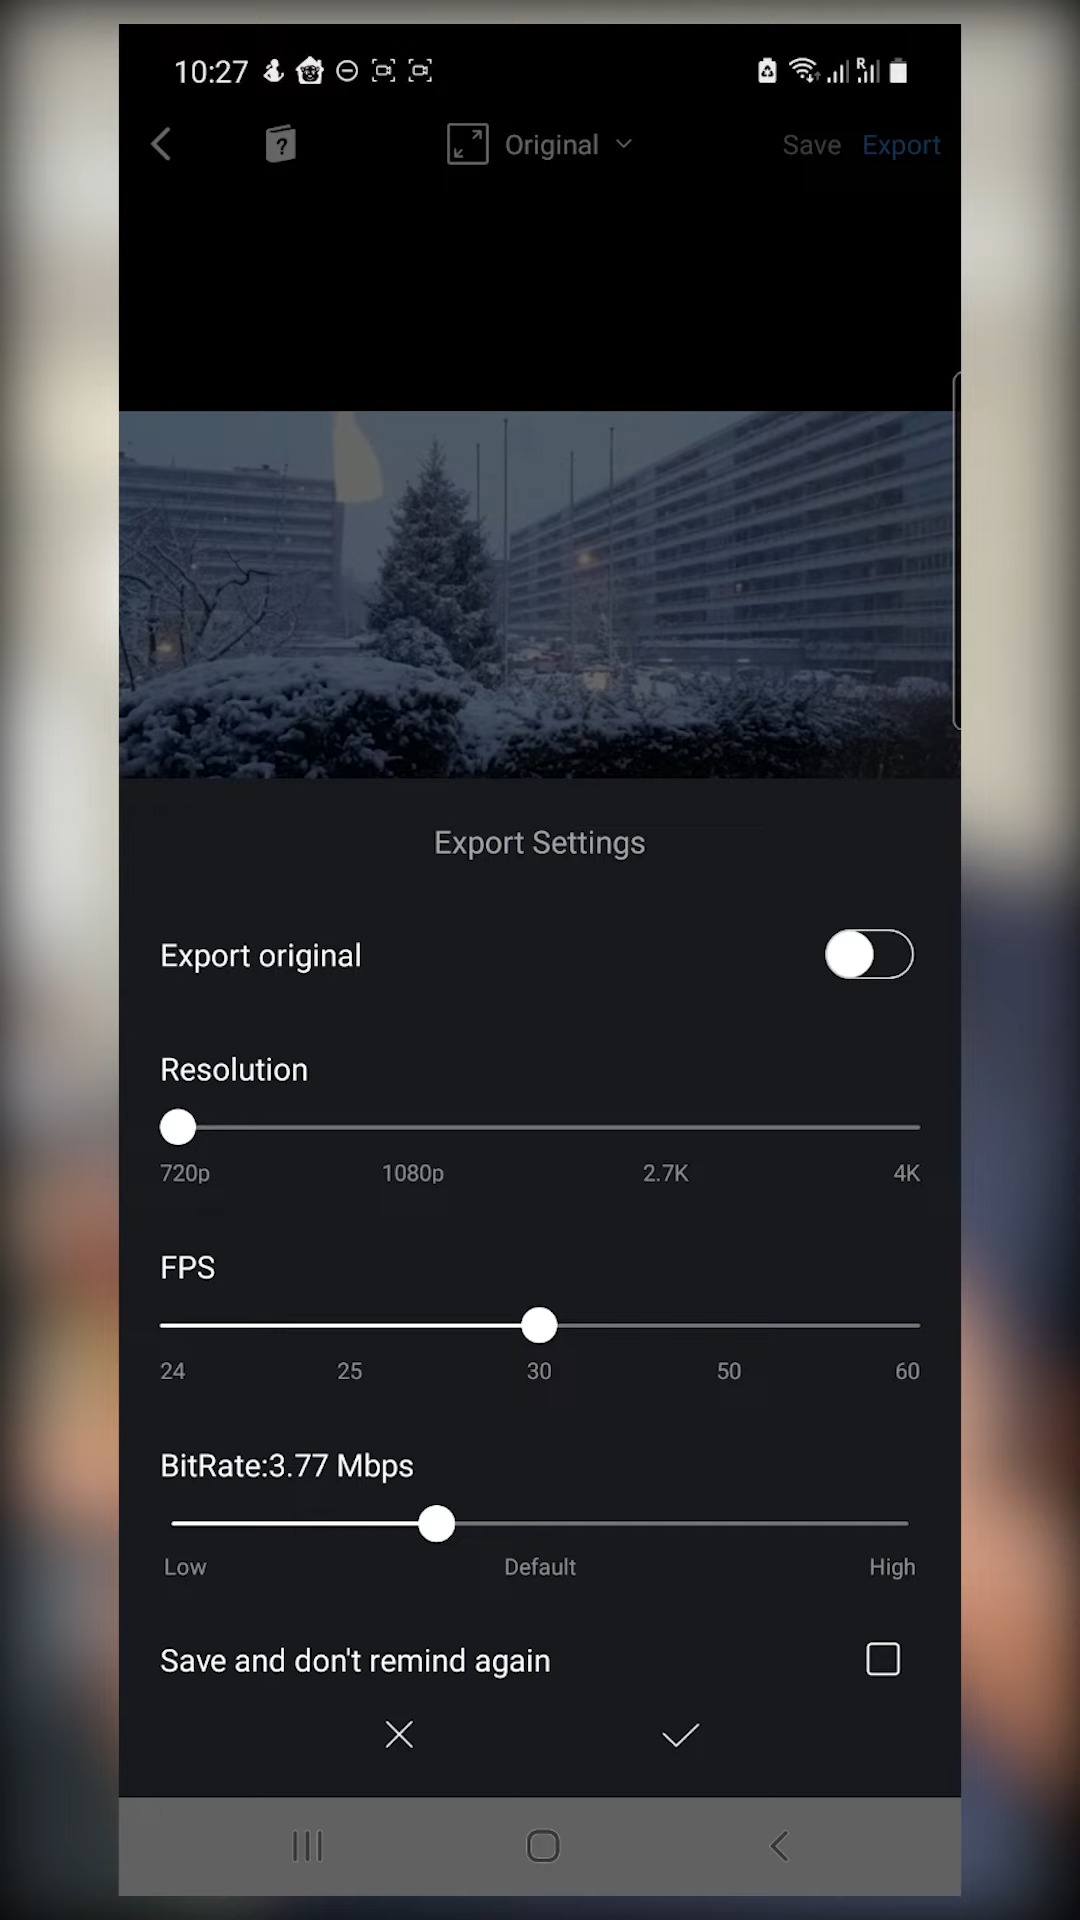 10:27
Original
Save Export
Export Settings
Export original
Resolution
720p 1080p 2.7K 4K
FPS
24 25 30 50 60
BitRate:3.77 Mbps
Low Default High
Save and don't remind again